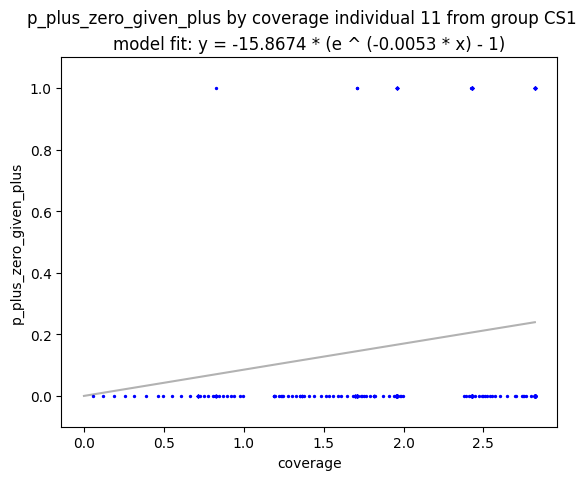 p_plus_zero_given_plus by coverage individual 11 from group CS1
model fit: y = -15.8674 * (e ^ (-0.0053 * x) - 1)
1.0
0.8
0.6
0.4
0.2
0.0
p_plus_zero_given_plus
0.0 0.5 1.0 1.5 2.0 2.5
coverage